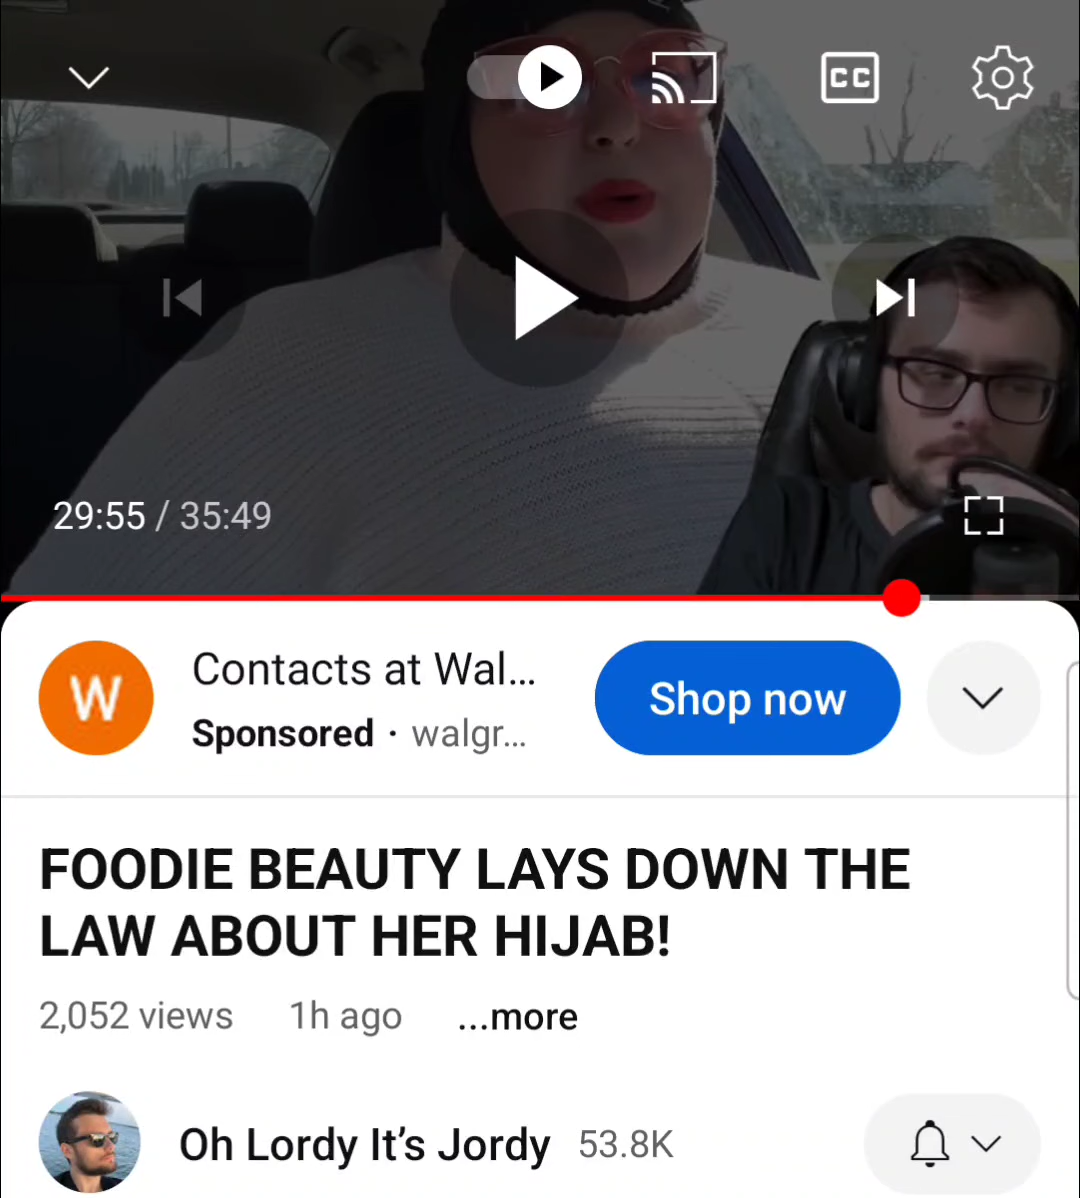 CC
29:55 / 35:49
W
Contacts at Wal...
Shop now
Sponsored · walgr...
FOODIE BEAUTY LAYS DOWN THE
LAW ABOUT HER HIJAB!
2,052 views 1h ago ...more
Oh Lordy It's Jordy 53.8K